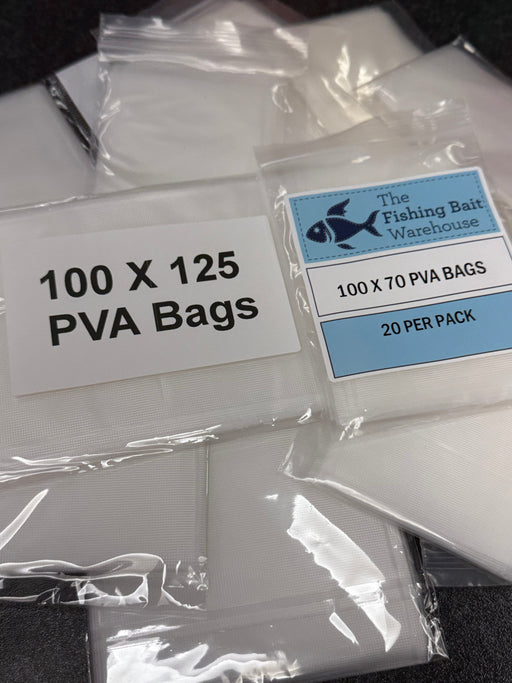 100 X 125
PVA Bags
The
Fishing Bait
Warehouse
100 X 70 PVA BAGS
20 PER PACK